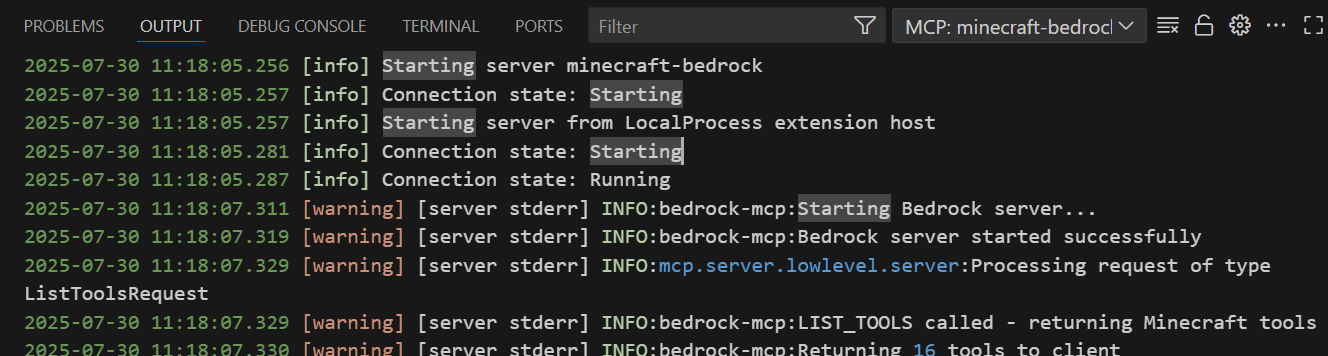 PROBLEMS OUTPUT DEBUG CONSOLE TERMINAL PORTS Filter MCP: minecraft-bedroc
2025-07-30 11:18:05.256 [info] Starting server minecraft-bedrock
2025-07-30 11:18:05.257 [info] Connection state: Starting
2025-07-30 11:18:05.257 [info] Starting server from LocalProcess extension host
2025-07-30 11:18:05.281 [info] Connection state: Starting
2025-07-30 11:18:05.287 [info] Connection state: Running
2025-07-30 11:18:07.311 [warning] [server stderr] INFO:bedrock-mcp:Starting Bedrock server...
2025-07-30 11:18:07.319 [warning] [server stderr] INFO:bedrock-mcp:Bedrock server started successfully
2025-07-30 11:18:07.329 [warning] [server stderr] INFO:mcp.server.lowlevel.server:Processing request of type
ListToolsRequest
2025-07-30 11:18:07.329 [warning] [server stderr] INFO:bedrock-mcp:LIST_TOOLS called - returning Minecraft tools
2025-07-30 11:18:07.330 [warning] [server stderr] INFO:bedrock-mcp:Returning 16 tools to client